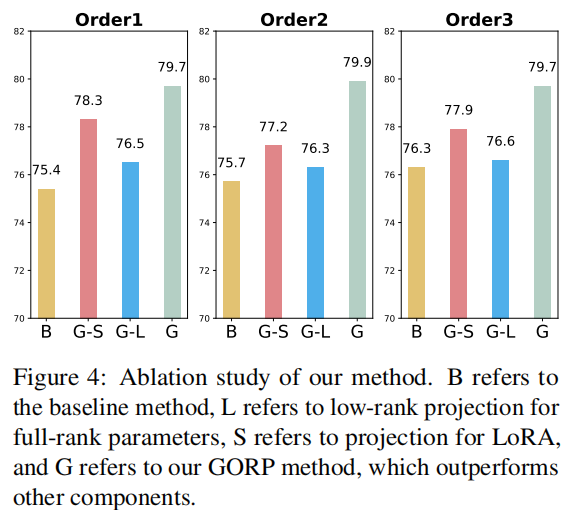 Order1 Order2 Order3
82 82 82
80 80 80
78 78 78
76 76 76
74 74 74
72 72 72
70 70 70
75.4 78.3 76.5 79.7
75.7 77.2 76.3 79.9
76.3 77.9 76.6 79.7
B G-S G-L G B G-S G-L G B G-S G-L G
Figure 4: Ablation study of our method. B refers to
the baseline method, L refers to low-rank projection for
full-rank parameters, S refers to projection for LoRA,
and G refers to our GORP method, which outperforms
other components.